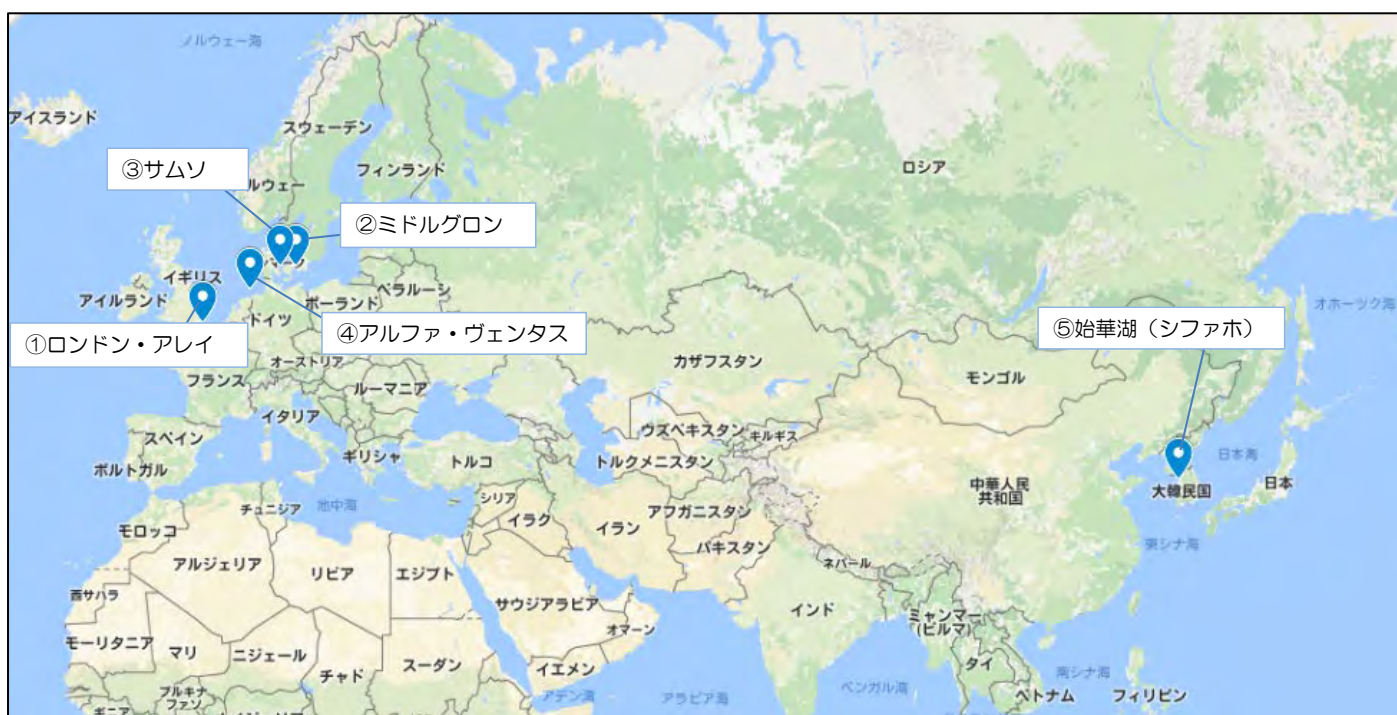 ノルウェー海
アイスランド
スウェーデン
③サムソ
フィンランド
ロシア
ルウェー
②ミドルグロン
イギリス
アイルランド
ベラルーシ
ポーランド
オホーツク海
ドイツ
①ロンドン・アレイ
④アルファ・ヴェンタス
⑤始華湖(シファホ)
オーストリア
カザフスタン
モンゴル
フランス
ルーマニア
イタリア
ウズベキスタン
キルギス
スペイン
ギリシャ
トルコ
トルクメニスタン
日本海
ポルトガル
中華人民
共和国
大韓民国
日本
シリア
地中海
チュニジア
イラク
イラン
アフガニスタン
モロッコ
パキスタン
東シナ海
アルジェリア
リビア
エジプト
ネパール
西サハラ
サウジアラビア
インド
ミャンマー
(ビルマ)
オマーン
モーリタニア
マリ
ニジェール
チャド
スーダン
イエメン
タイ
南シナ海
ブルキナ
ファソ
アデン湾
アラビア海
ベンガル湾
ベトナム
フィリピン
ギニア